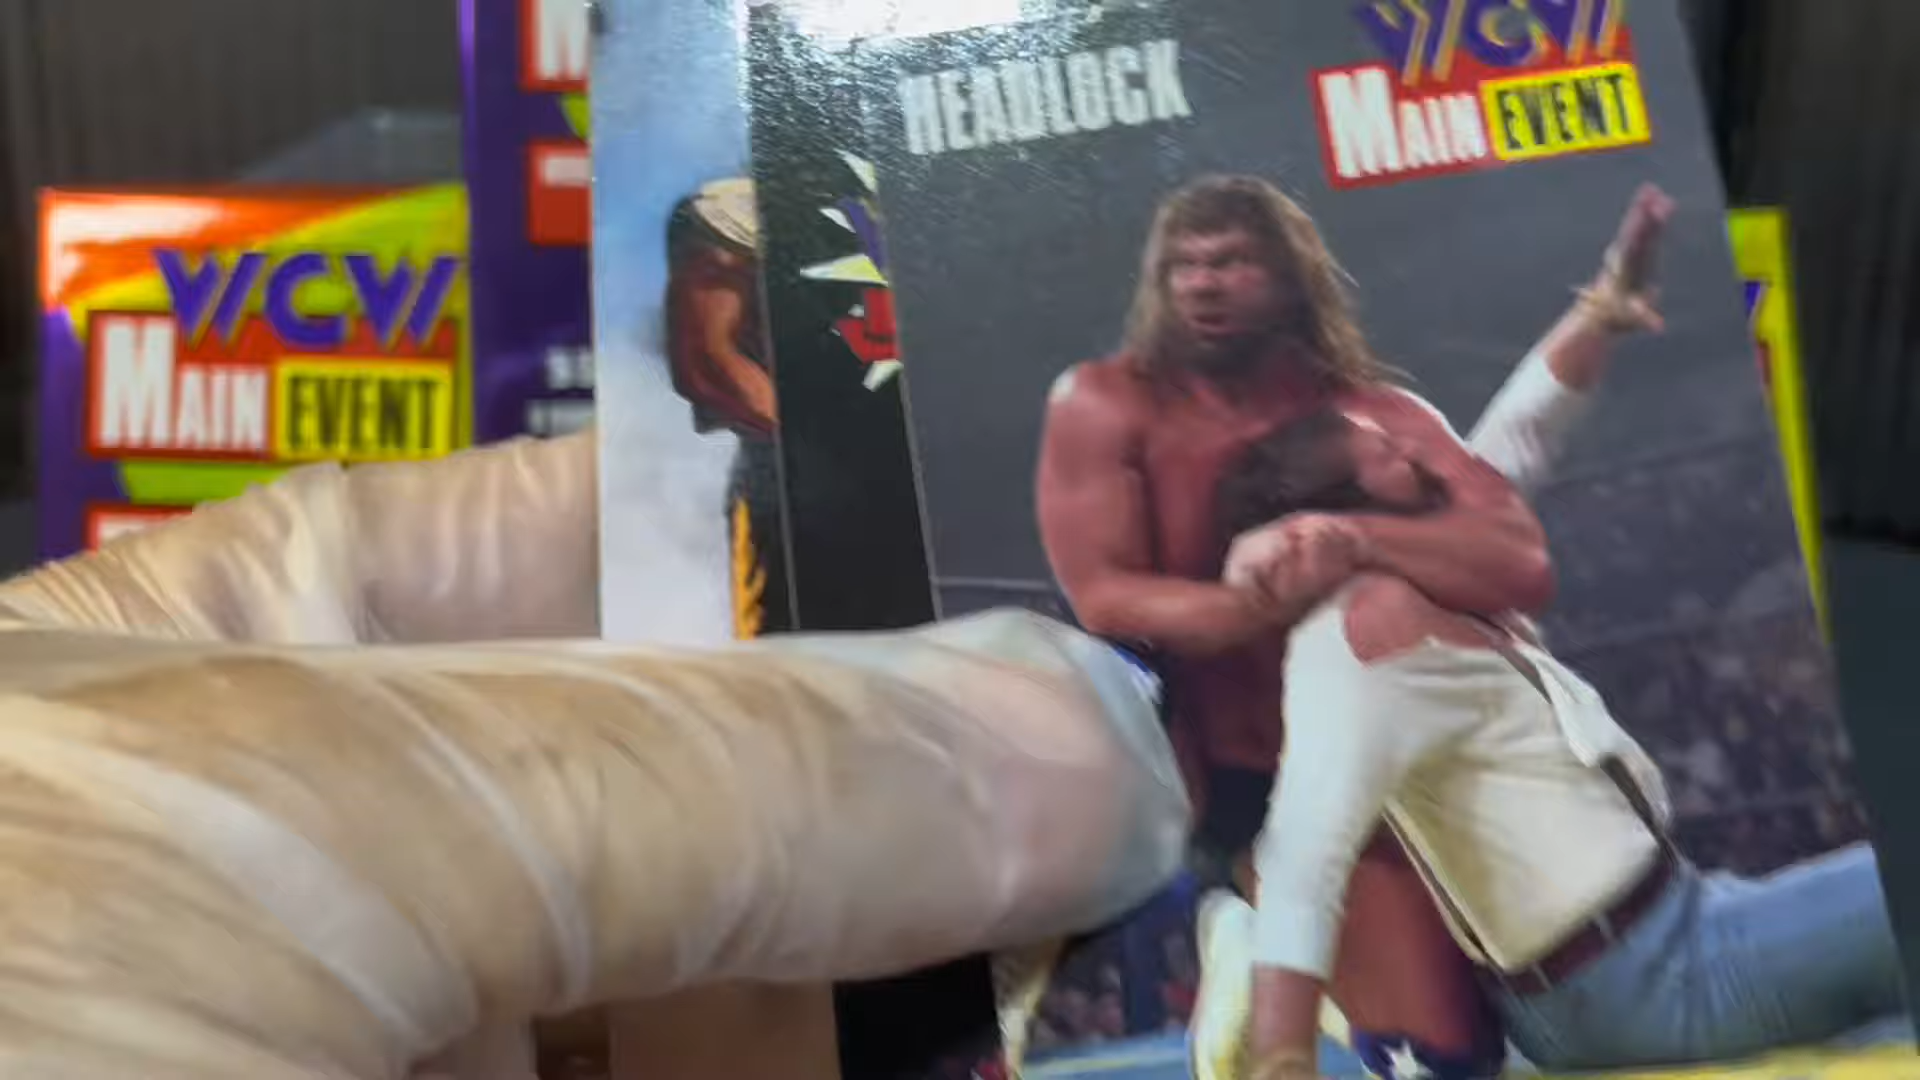 HEADLOCK
WCW
MAIN EVENT
WCW
MAIN EVENT